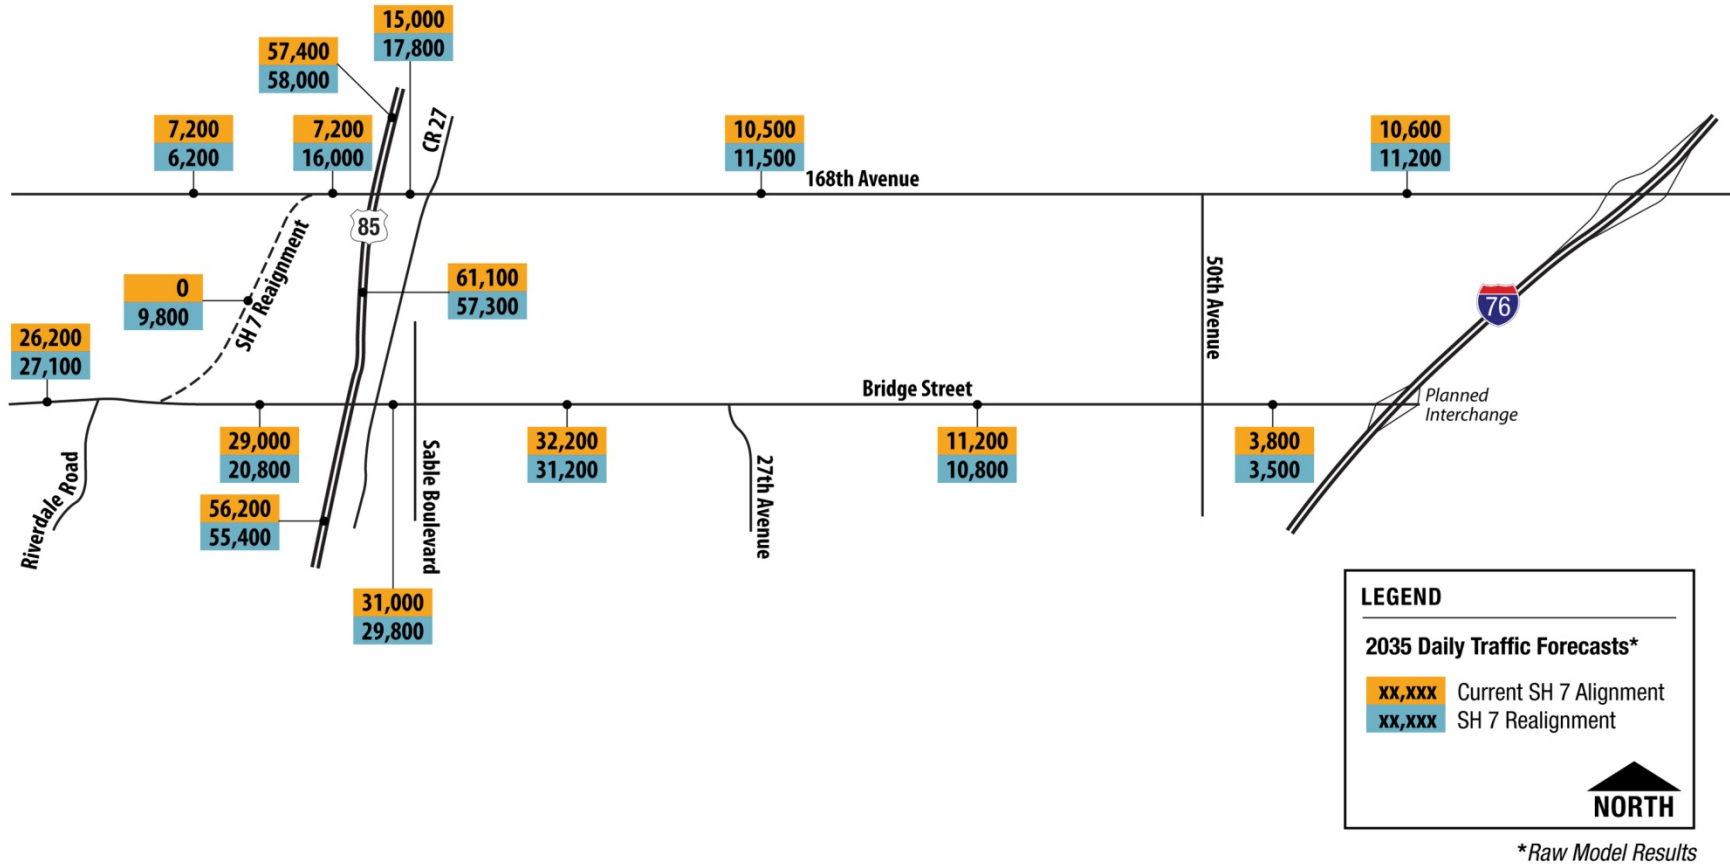 15,000
17,800
57,400
58,000
7,200
6,200
7,200
16,000
CR 27
10,500
11,500
10,600
11,200
168th Avenue
85
SH 7 Reaignment
0
9,800
61,100
57,300
50th Avenue
76
26,200
27,100
Bridge Street
Planned
Interchange
29,000
20,800
32,200
31,200
11,200
10,800
3,800
3,500
Riverdale Road
Sable Boulevard
27th Avenue
56,200
55,400
31,000
29,800
LEGEND
2035 Daily Traffic Forecasts*
xx,xxx Current SH 7 Alignment
xx,xxx SH 7 Realignment
NORTH
*Raw Model Results